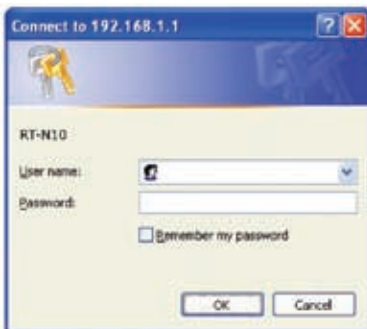 Connect to 192.168.1.1
RT-N10
User name:
Password:
Remember my password
OK Cancel